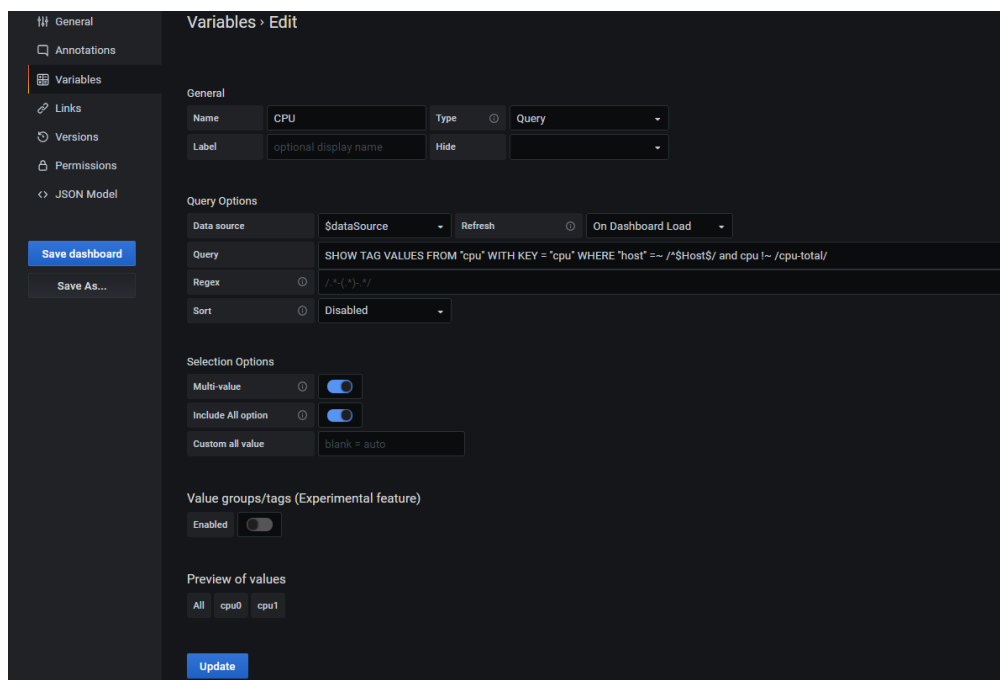 General
Annotations
Variables
Links
Versions
Permissions
JSON Model
Save dashboard
Save As...
Variables › Edit
General
Name CPU Type Query
Label optional display name Hide
Query Options
Data source $dataSource Refresh On Dashboard Load
Query SHOW TAG VALUES FROM "cpu" WITH KEY = "cpu" WHERE "host" =~ /^$Host$/ and cpu !~ /cpu-total/
Regex /.*-(.*)-.*/
Sort Disabled
Selection Options
Multi-value
Include All option
Custom all value blank = auto
Value groups/tags (Experimental feature)
Enabled
Preview of values
All cpu0 cpu1
Update